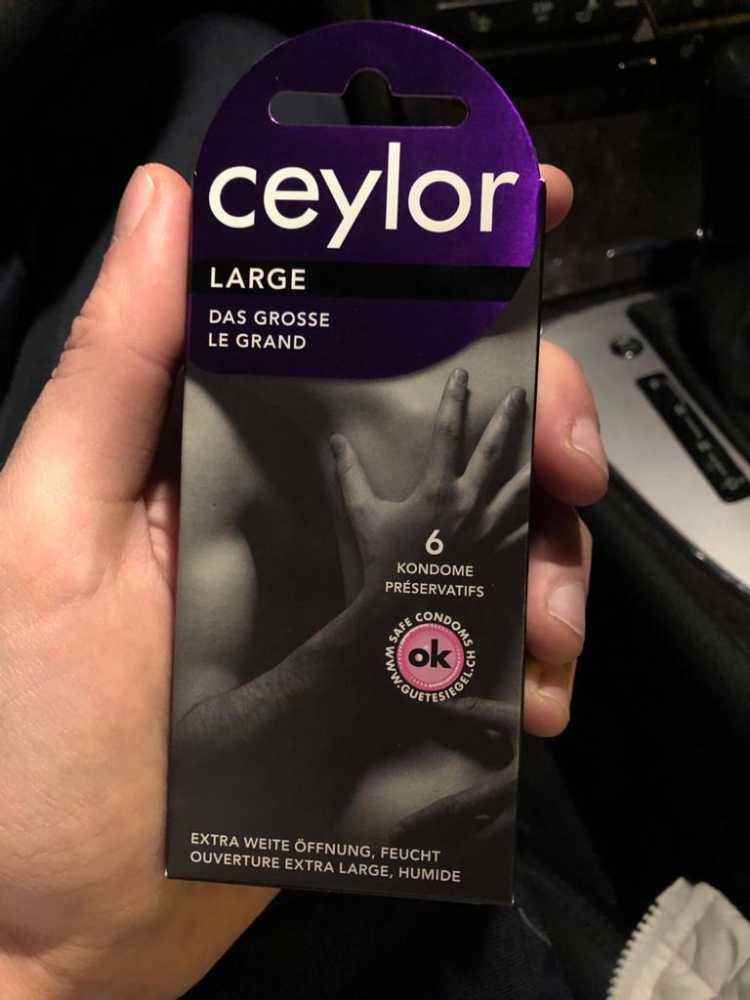 ceylor
LARGE
DAS GROSSE
LE GRAND
6
KONDOME
PRÉSERVATIFS
SAFE CONDOMS
ok
WWW.GUETESIEGEL.CH
EXTRA WEITE ÖFFNUNG, FEUCHT
OUVERTURE EXTRA LARGE, HUMIDE